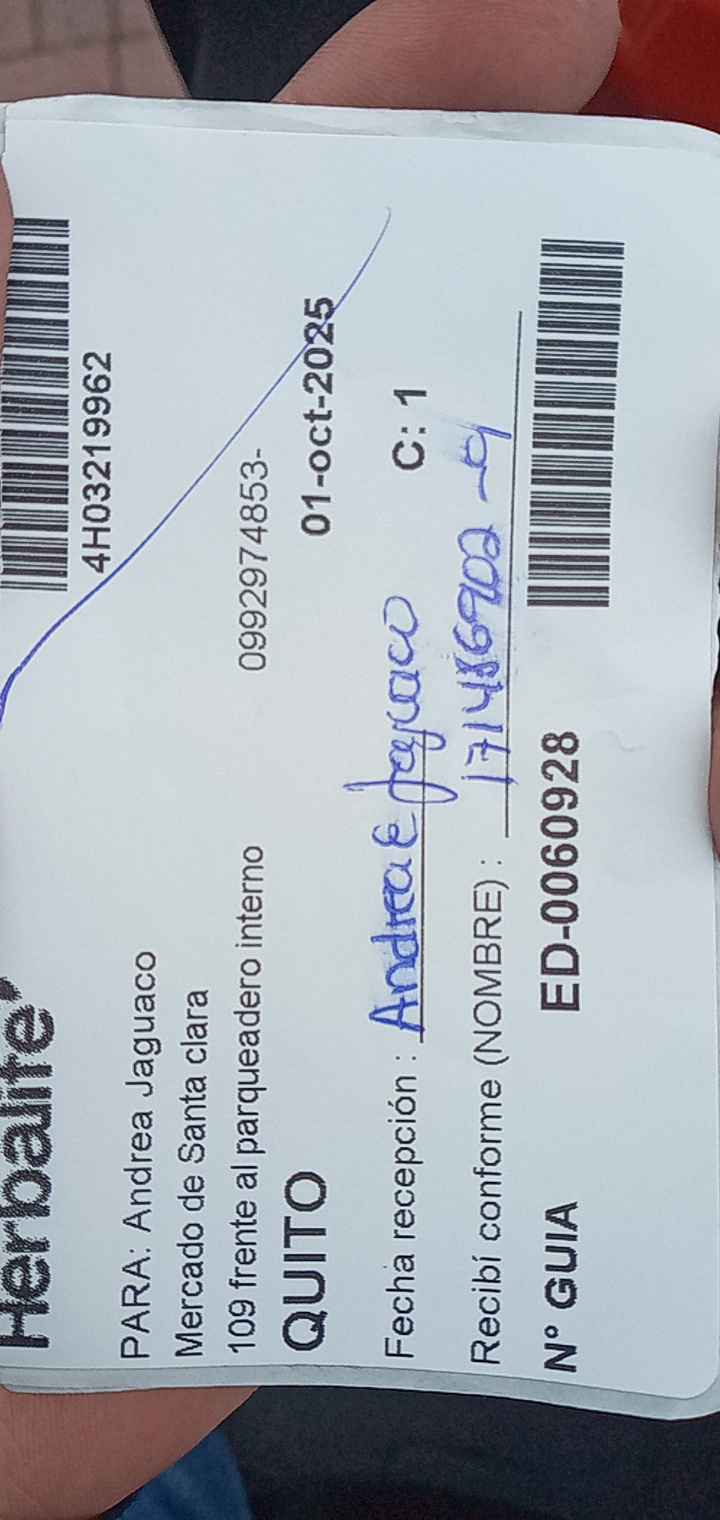 Herbalife
4H03219962
PARA: Andrea Jaguaco
Mercado de Santa clara
109 frente al parqueadero interno 0992974853-
QUITO 01-oct-2025
Fecha recepción : Andrea E Jaguaco C: 1
Recibí conforme (NOMBRE) : 171486902-9
N° GUIA ED-0060928